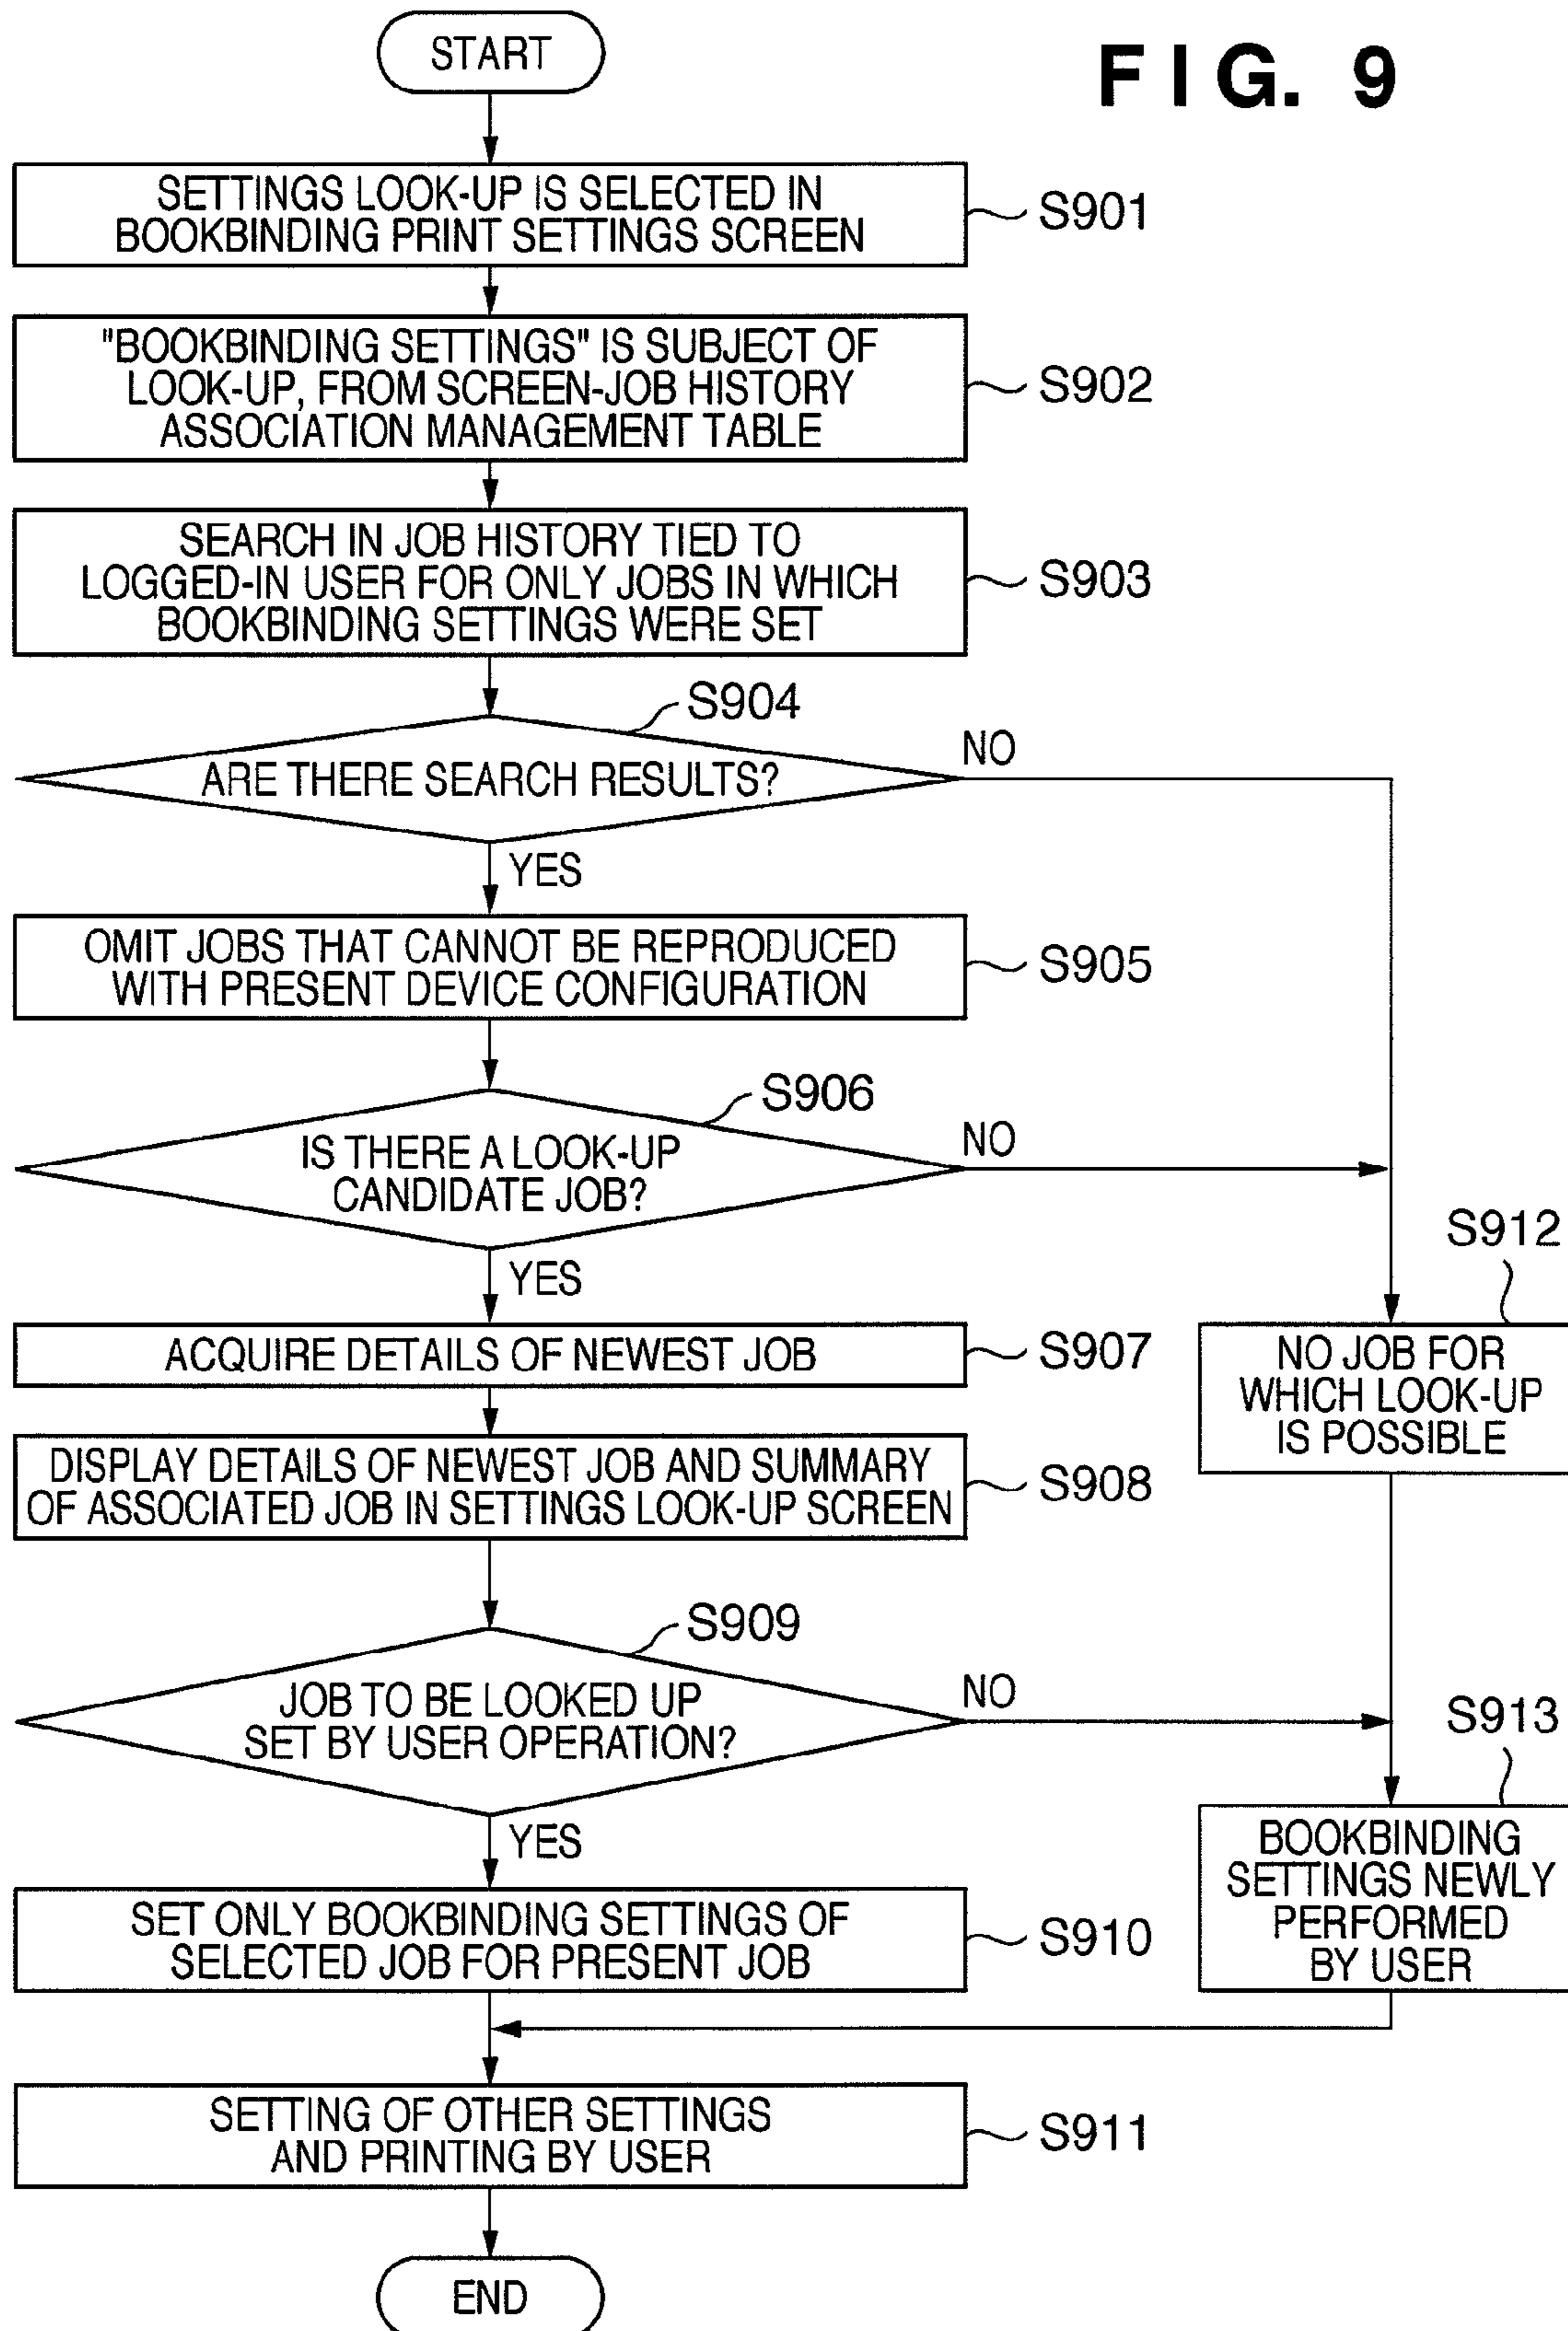 START
FIG. 9
SETTINGS LOOK-UP IS SELECTED IN
BOOKBINDING PRINT SETTINGS SCREEN
S901
"BOOKBINDING SETTINGS" IS SUBJECT OF
LOOK-UP, FROM SCREEN-JOB HISTORY
ASSOCIATION MANAGEMENT TABLE
S902
SEARCH IN JOB HISTORY TIED TO
LOGGED-IN USER FOR ONLY JOBS IN WHICH
BOOKBINDING SETTINGS WERE SET
S903
S904
ARE THERE SEARCH RESULTS?
NO
YES
OMIT JOBS THAT CANNOT BE REPRODUCED
WITH PRESENT DEVICE CONFIGURATION
S905
S906
IS THERE A LOOK-UP
CANDIDATE JOB?
NO
YES
ACQUIRE DETAILS OF NEWEST JOB
S907
S912
NO JOB FOR
WHICH LOOK-UP
IS POSSIBLE
DISPLAY DETAILS OF NEWEST JOB AND SUMMARY
OF ASSOCIATED JOB IN SETTINGS LOOK-UP SCREEN
S908
S909
JOB TO BE LOOKED UP
SET BY USER OPERATION?
NO
YES
S913
BOOKBINDING
SETTINGS NEWLY
PERFORMED
BY USER
SET ONLY BOOKBINDING SETTINGS OF
SELECTED JOB FOR PRESENT JOB
S910
SETTING OF OTHER SETTINGS
AND PRINTING BY USER
S911
END